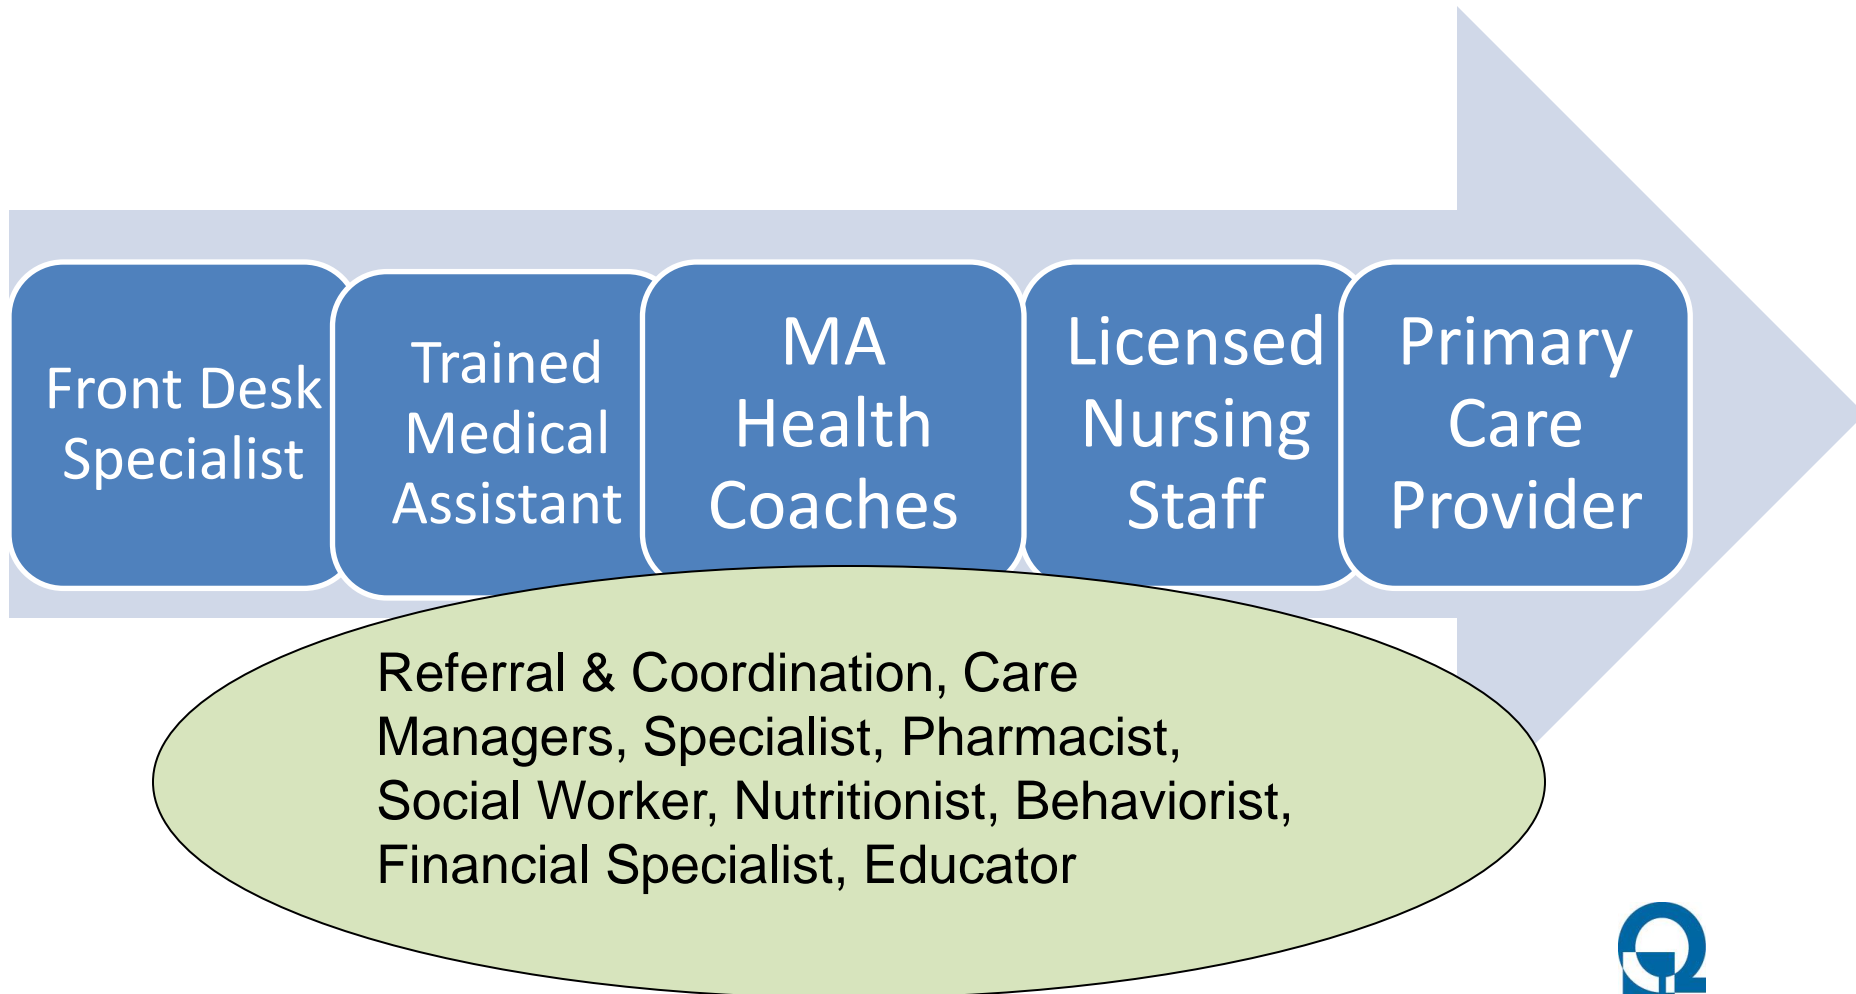 Front Desk
Specialist
Trained
Medical
Assistant
MA
Health
Coaches
Licensed
Nursing
Staff
Primary
Care
Provider
Referral & Coordination, Care
Managers, Specialist, Pharmacist,
Social Worker, Nutritionist, Behaviorist,
Financial Specialist, Educator